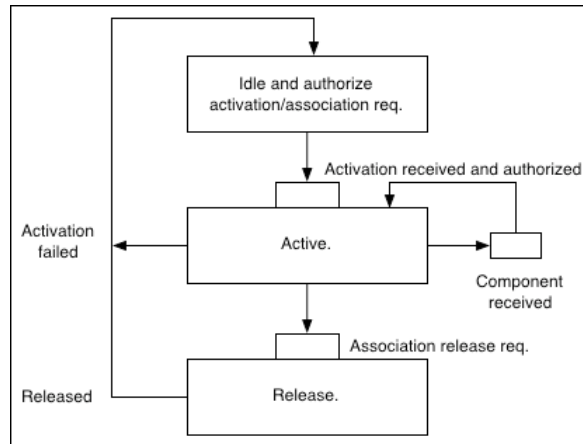 Idle and authorize
activation/association req.
Activation received and authorized
Activation
failed
Active.
Component
received
Association release req.
Released
Release.